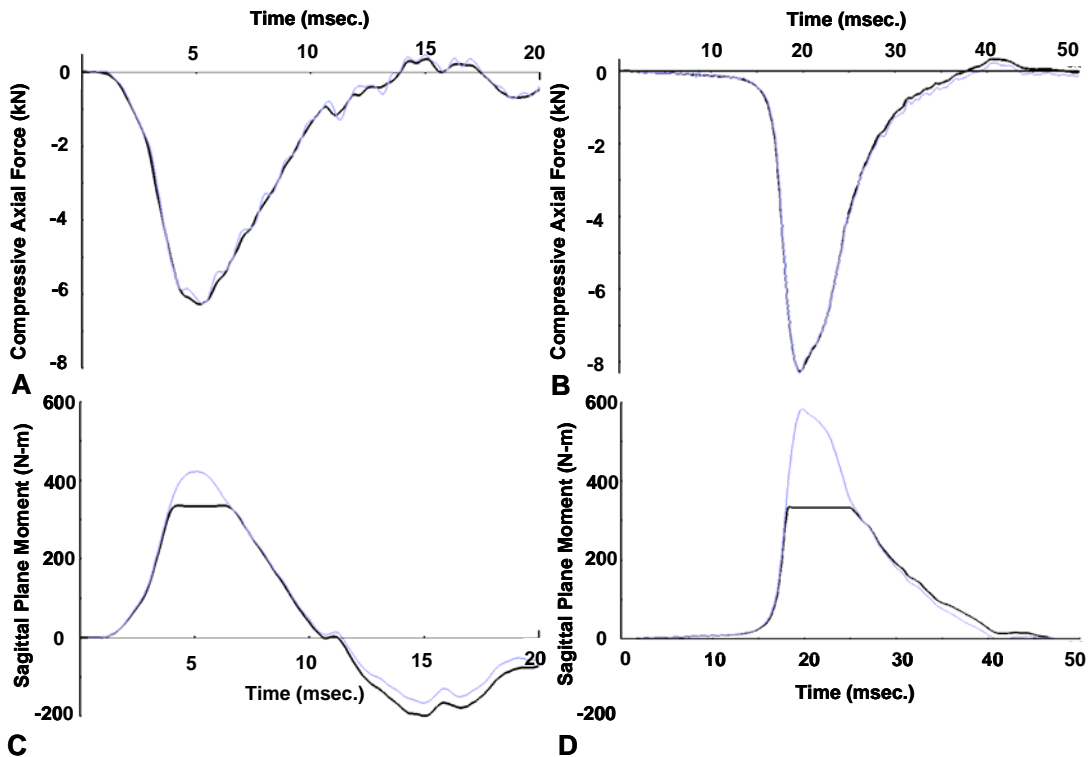 Time (msec.)
5 10 15 20
Compressive Axial Force (kN)
0
-2
-4
-6
-8
A
Time (msec.)
10 20 30 40 50
Compressive Axial Force (kN)
0
-2
-4
-6
-8
B
Sagittal Plane Moment (N-m)
600
400
200
0
-200
5 10 15 20
Time (msec.)
C
Sagittal Plane Moment (N-m)
600
400
200
0
-200
0 10 20 30 40 50
Time (msec.)
D